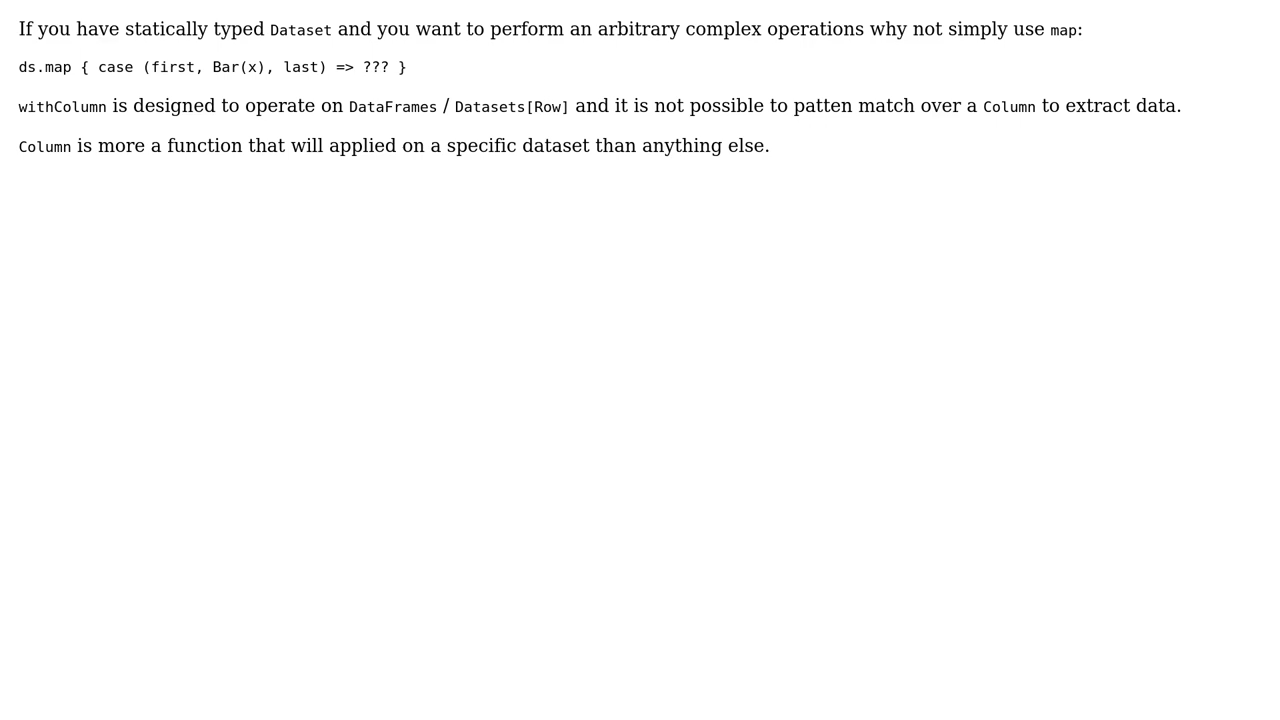 If you have statically typed Dataset and you want to perform an arbitrary complex operations why not simply use map:
ds.map { case (first, Bar(x), last) => ??? }
withColumn is designed to operate on DataFrames / Datasets[Row] and it is not possible to patten match over a Column to extract data.
Column is more a function that will applied on a specific dataset than anything else.